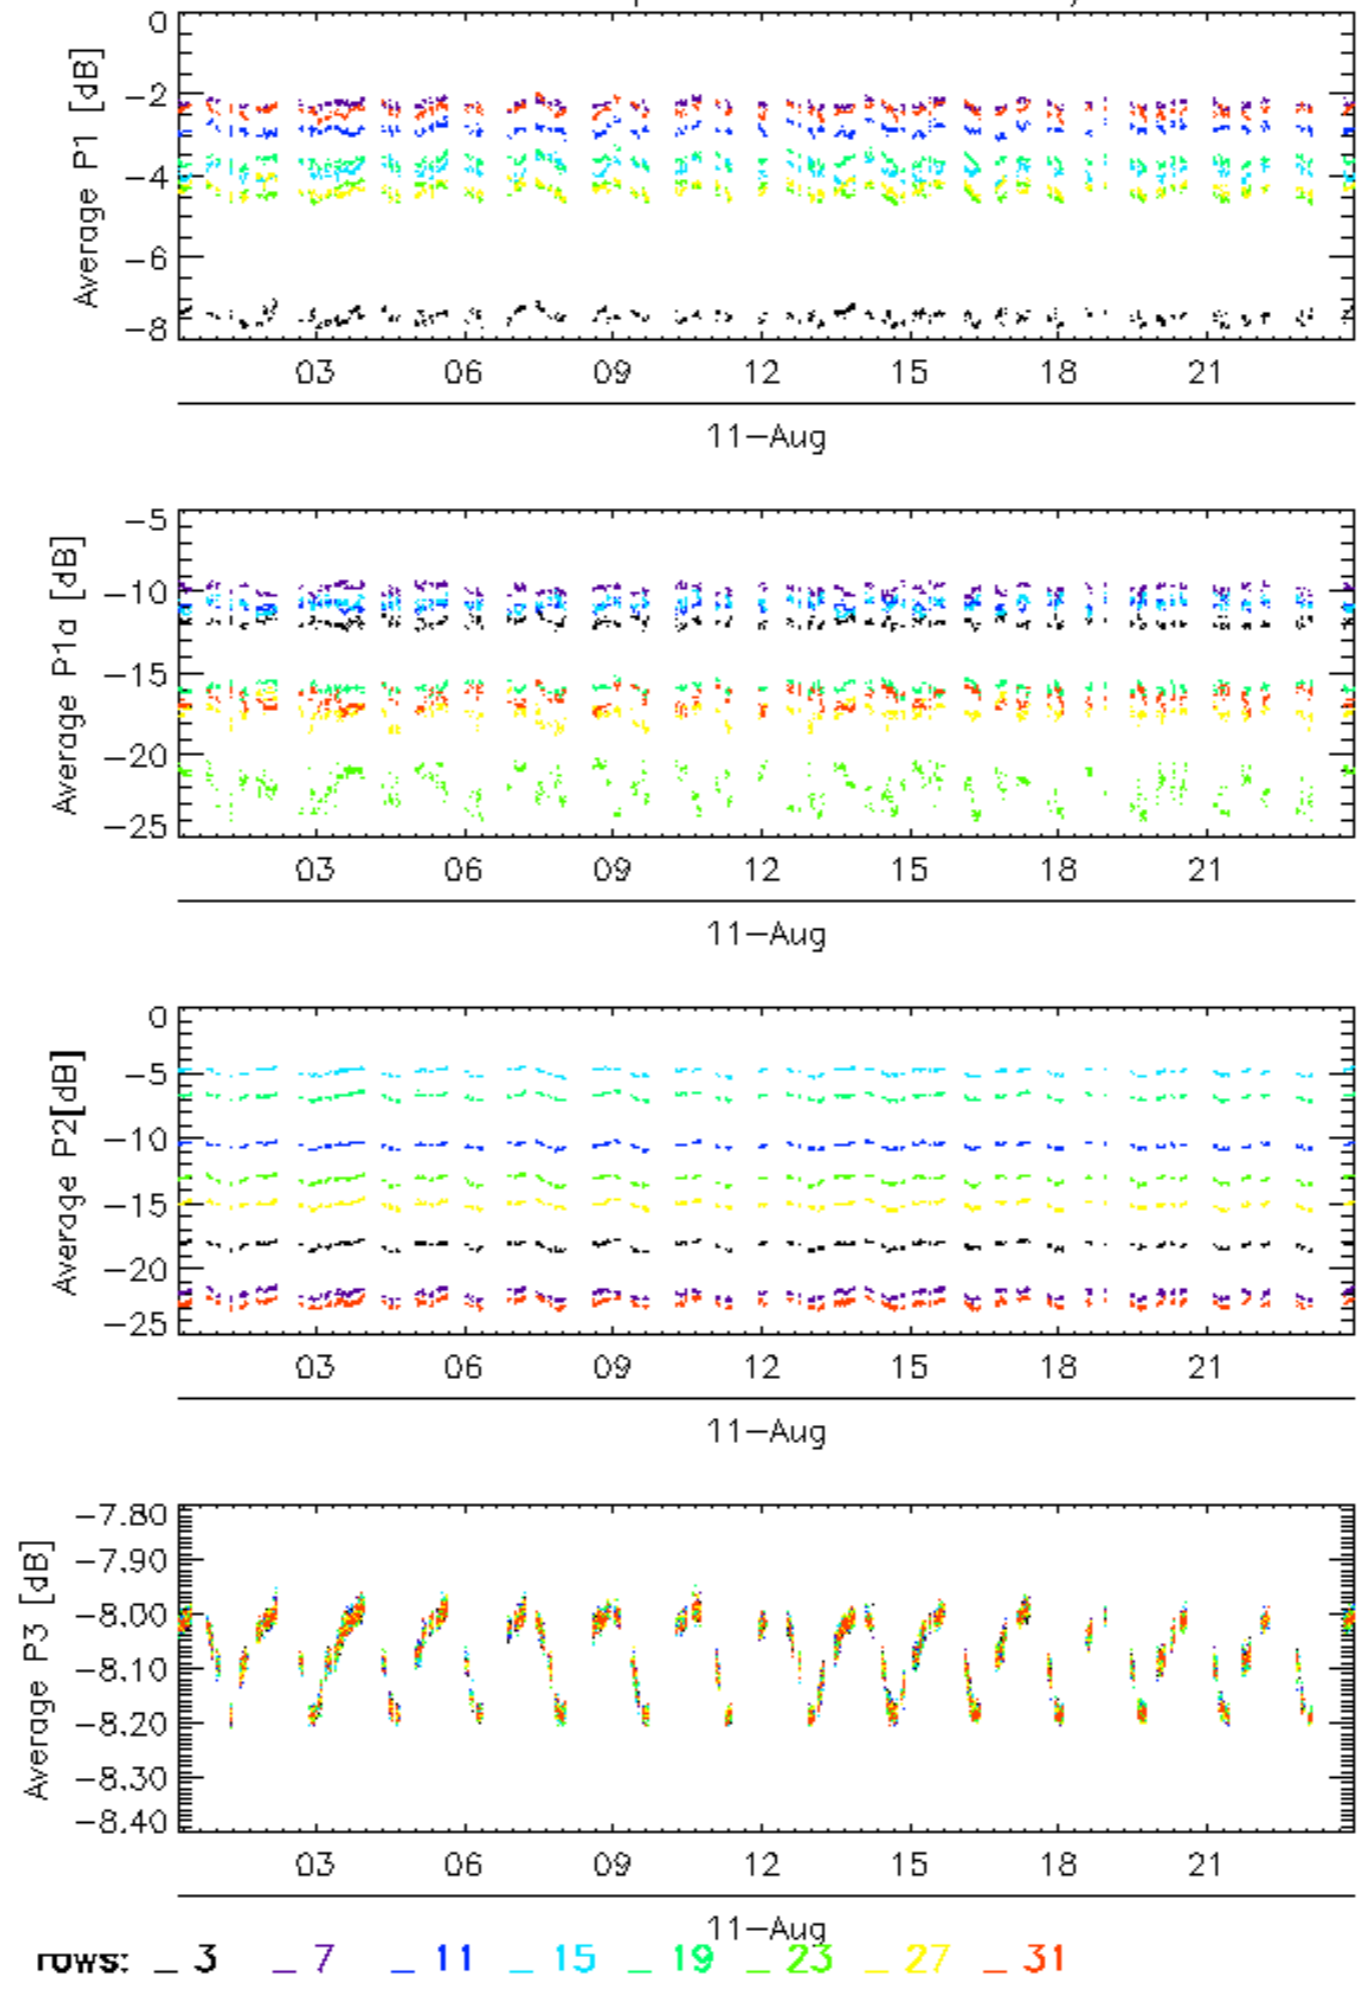 0
−2
−4
−6
−8
Average P1 [dB]
03 06 09 12 15 18 21
11−Aug
−5
−10
−15
−20
−25
Average P1a [dB]
03 06 09 12 15 18 21
11−Aug
0
−5
−10
−15
−20
−25
Average P2[dB]
03 06 09 12 15 18 21
11−Aug
−7.80
−7.90
−8.00
−8.10
−8.20
−8.30
−8.40
Average P3 [dB]
03 06 09 12 15 18 21
11−Aug
rows: _ 3 _ 7 _ 11 _ 15 _ 19 _ 23 _ 27 _ 31